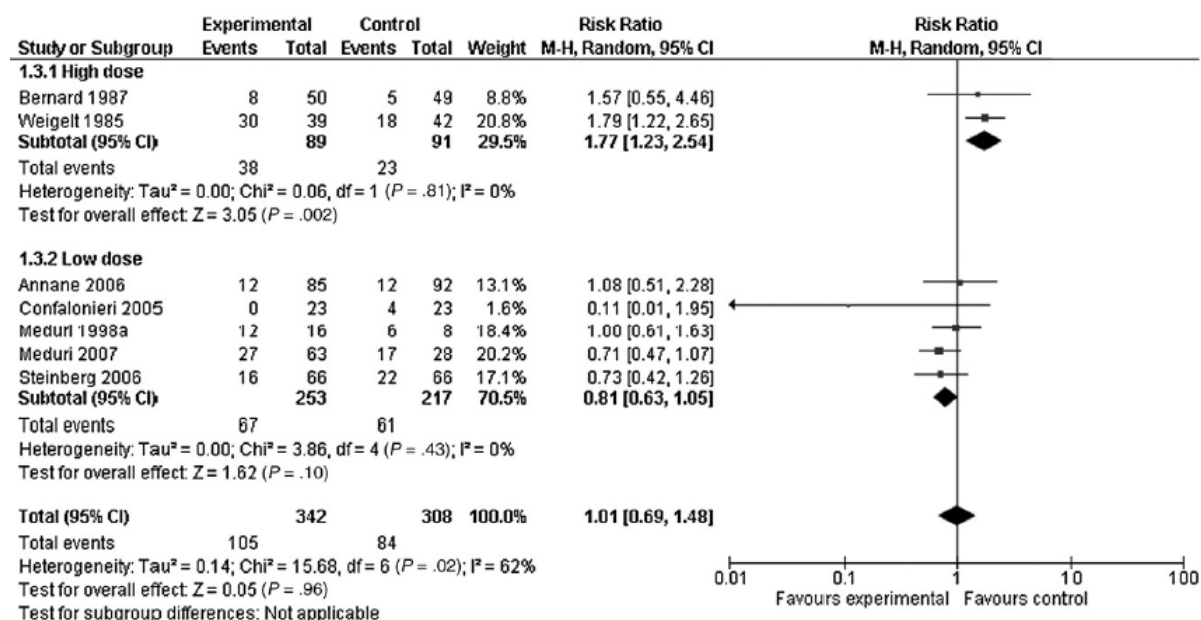 Experimental Control Risk Ratio Risk Ratio
Study or Subgroup Events Total Events Total Weight M-H, Random, 95% CI M-H, Random, 95% CI
1.3.1 High dose
Bernard 1987 8 50 5 49 8.8% 1.57 [0.55, 4.46]
Weigelt 1985 30 39 18 42 20.8% 1.79 [1.22, 2.65]
Subtotal (95% CI) 89 91 29.5% 1.77 [1.23, 2.54]
Total events 38 23
Heterogeneity: Tau² = 0.00; Chi² = 0.06, df = 1 (P = .81); I² = 0%
Test for overall effect: Z = 3.05 (P = .002)
1.3.2 Low dose
Annane 2006 12 85 12 92 13.1% 1.08 [0.51, 2.28]
Confalonieri 2005 0 23 4 23 1.6% 0.11 [0.01, 1.95]
Meduri 1998a 12 16 6 8 18.4% 1.00 [0.61, 1.63]
Meduri 2007 27 63 17 28 20.2% 0.71 [0.47, 1.07]
Steinberg 2006 16 66 22 66 17.1% 0.73 [0.42, 1.26]
Subtotal (95% CI) 253 217 70.5% 0.81 [0.63, 1.05]
Total events 67 61
Heterogeneity: Tau² = 0.00; Chi² = 3.86, df = 4 (P = .43); I² = 0%
Test for overall effect: Z = 1.62 (P = .10)
Total (95% CI) 342 308 100.0% 1.01 [0.69, 1.48]
Total events 105 84
Heterogeneity: Tau² = 0.14; Chi² = 15.68, df = 6 (P = .02); I² = 62%
Test for overall effect: Z = 0.05 (P = .96)
Test for subgroup differences: Not applicable
0.01 0.1 1 10 100
Favours experimental Favours control